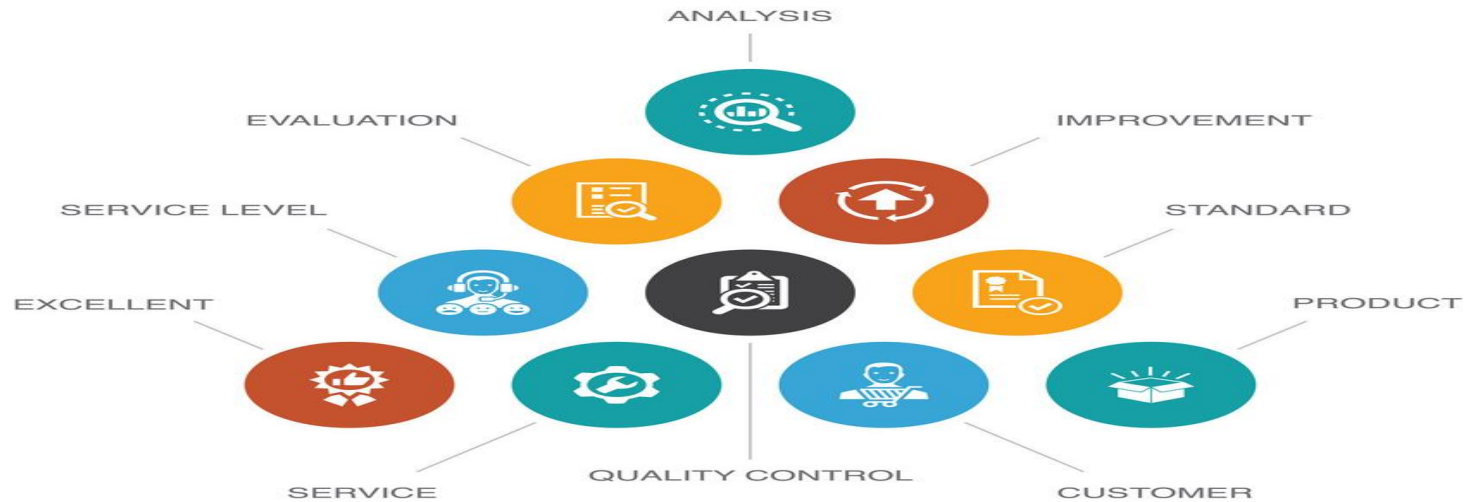 ANALYSIS
EVALUATION
IMPROVEMENT
SERVICE LEVEL
STANDARD
EXCELLENT
PRODUCT
QUALITY CONTROL
SERVICE
CUSTOMER